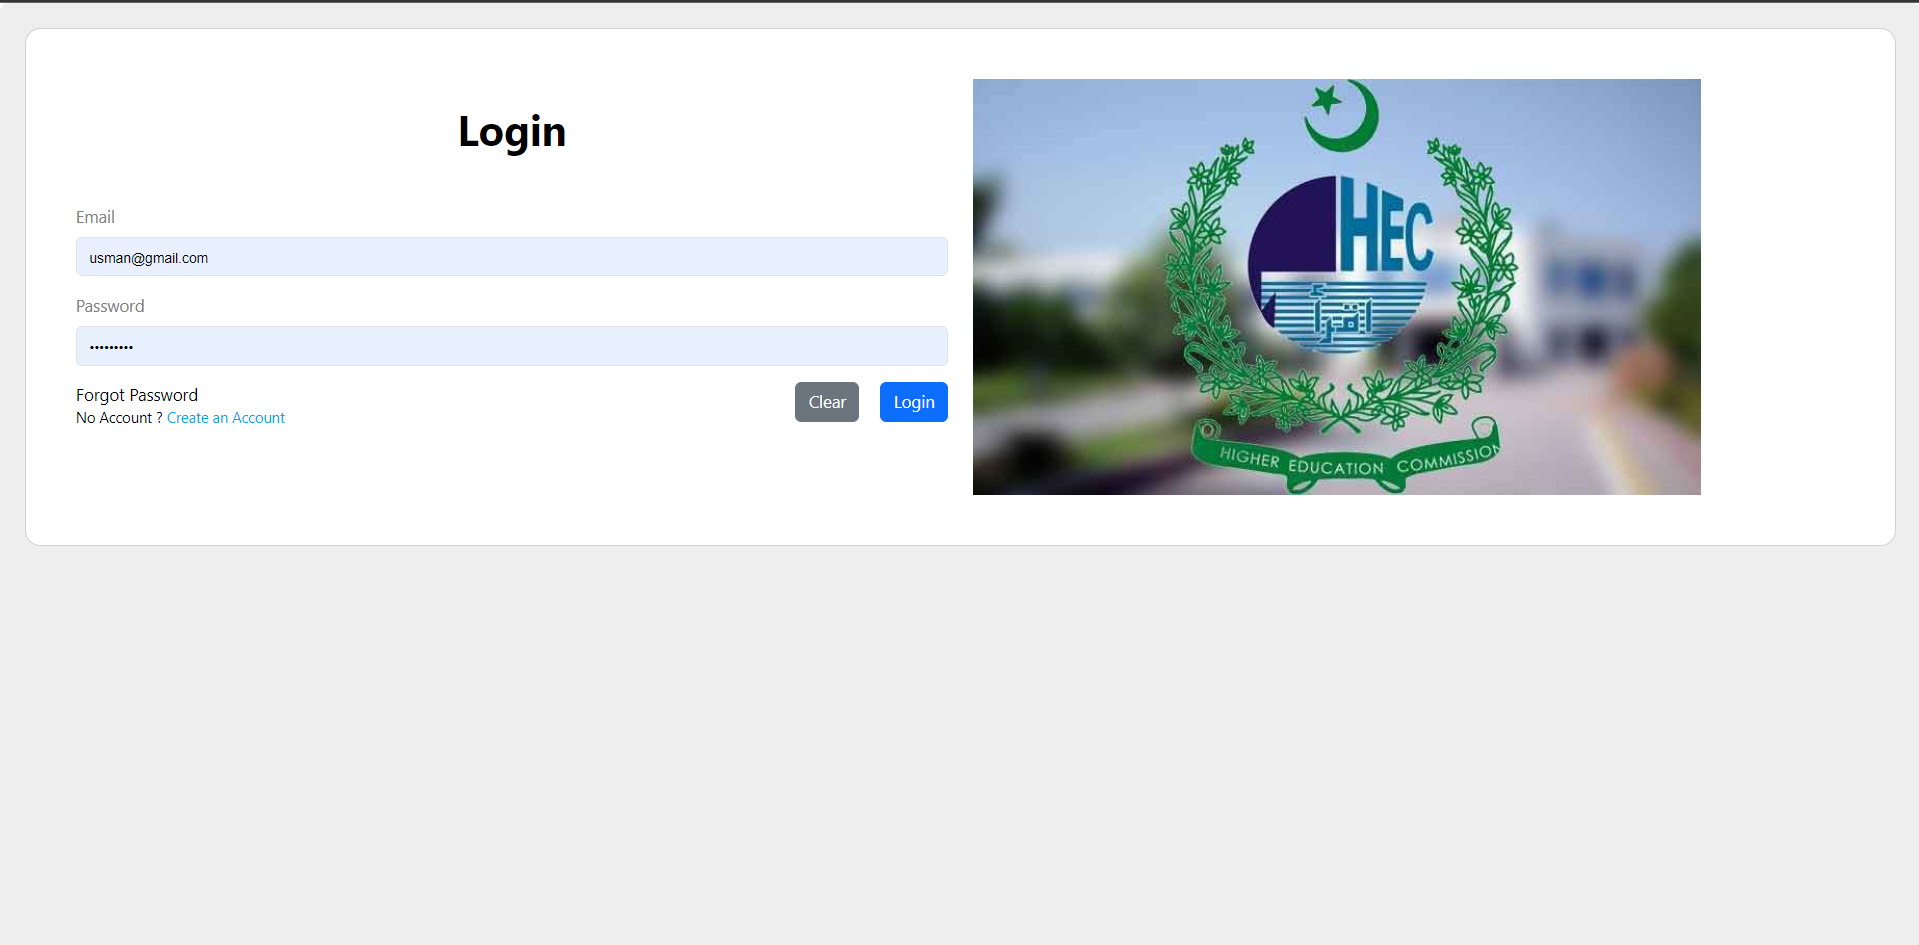 Login
Email
usman@gmail.com
Password
•••••••••
Forgot Password
Clear
Login
No Account ? Create an Account
HEC
اقرأ
HIGHER EDUCATION COMMISSION